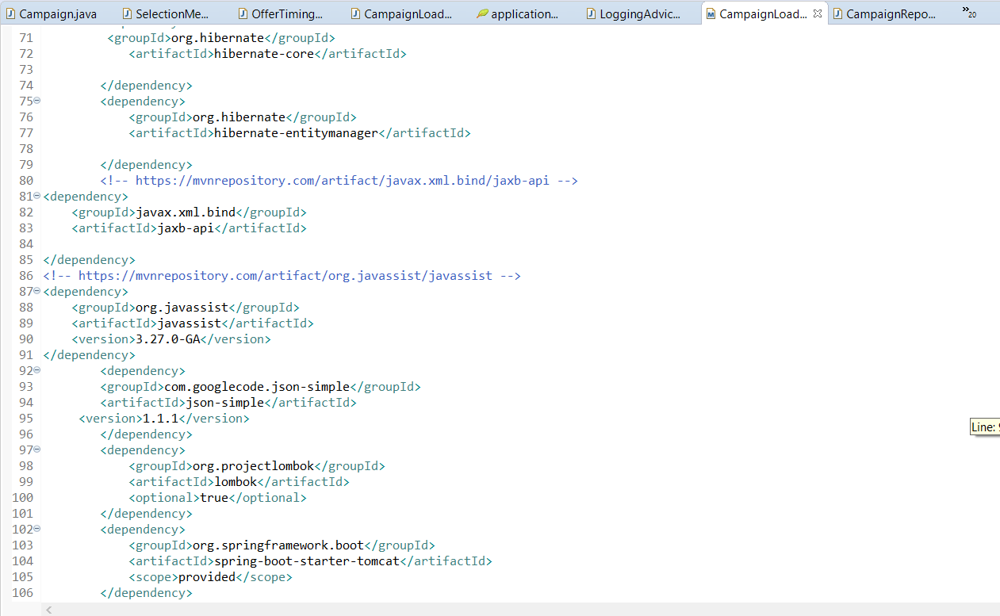 Campaign.java SelectionMe... OfferTiming... CampaignLoad... application... LoggingAdvic... CampaignLoad... CampaignRepo... »20
71 <groupId>org.hibernate</groupId>
72 <artifactId>hibernate-core</artifactId>
73
74 </dependency>
75 <dependency>
76 <groupId>org.hibernate</groupId>
77 <artifactId>hibernate-entitymanager</artifactId>
78
79 </dependency>
80 <!-- https://mvnrepository.com/artifact/javax.xml.bind/jaxb-api -->
81 <dependency>
82 <groupId>javax.xml.bind</groupId>
83 <artifactId>jaxb-api</artifactId>
84
85 </dependency>
86 <!-- https://mvnrepository.com/artifact/org.javassist/javassist -->
87 <dependency>
88 <groupId>org.javassist</groupId>
89 <artifactId>javassist</artifactId>
90 <version>3.27.0-GA</version>
91 </dependency>
92 <dependency>
93 <groupId>com.googlecode.json-simple</groupId>
94 <artifactId>json-simple</artifactId>
95 <version>1.1.1</version>
Line:
96 </dependency>
97 <dependency>
98 <groupId>org.projectlombok</groupId>
99 <artifactId>lombok</artifactId>
100 <optional>true</optional>
101 </dependency>
102 <dependency>
103 <groupId>org.springframework.boot</groupId>
104 <artifactId>spring-boot-starter-tomcat</artifactId>
105 <scope>provided</scope>
106 </dependency>